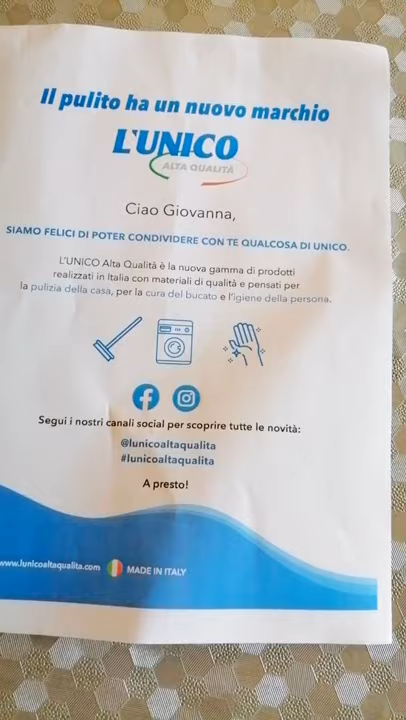 Il pulito ha un nuovo marchio
L'UNICO
ALTA QUALITÀ
Ciao Giovanna,
SIAMO FELICI DI POTER CONDIVIDERE CON TE QUALCOSA DI UNICO.
L'UNICO Alta Qualità è la nuova gamma di prodotti
realizzati in Italia con materiali di qualità e pensati per
la pulizia della casa, per la cura del bucato e l'igiene della persona.
Segui i nostri canali social per scoprire tutte le novità:
@lunicoaltaqualita
#lunicoaltaqualita
A presto!
www.lunicoaltaqualita.com MADE IN ITALY